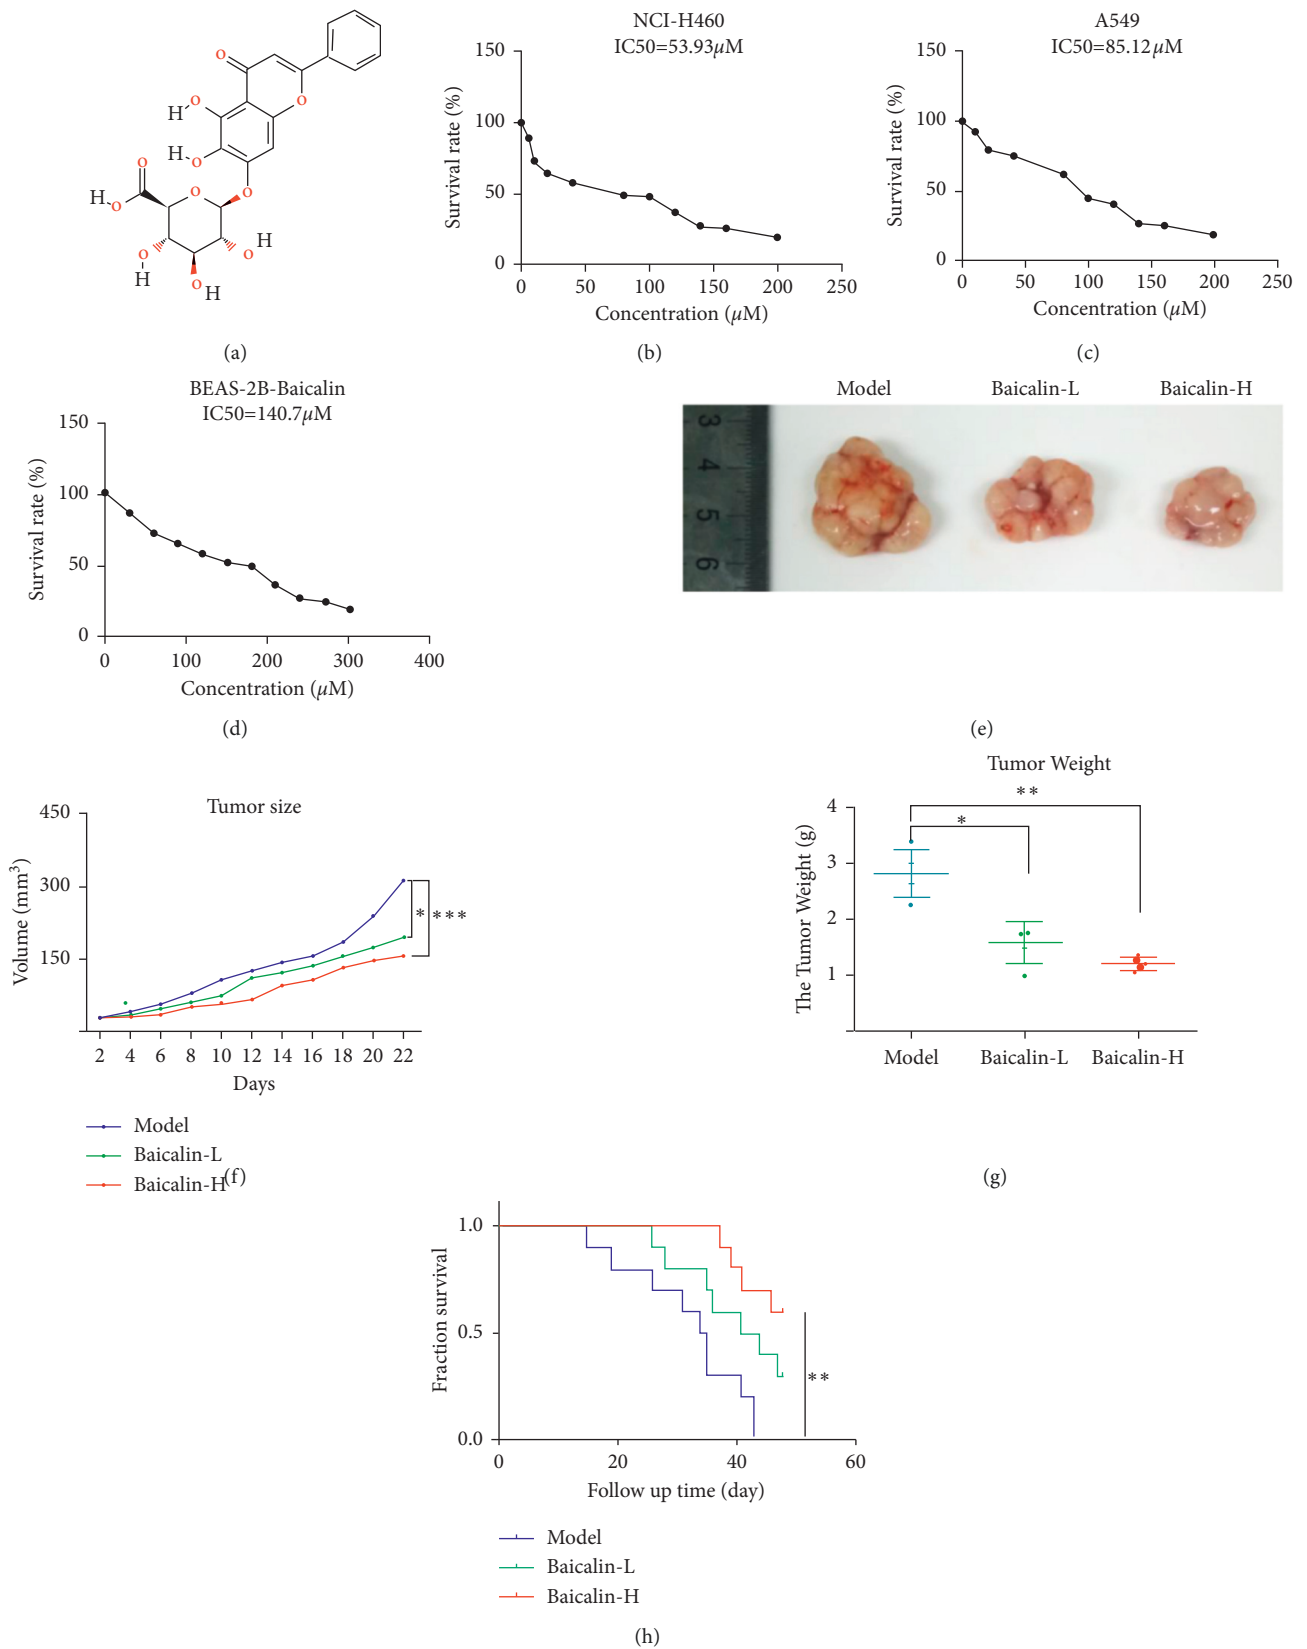 O
O
H
O
H
O
O
H
O
O
O
O
H
O
H
O
H
(a)
NCI-H460
IC50=53.93μM
Survival rate (%)
150
100
50
0
0 50 100 150 200 250
Concentration (μM)
(b)
A549
IC50=85.12μM
Survival rate (%)
150
100
50
0
0 50 100 150 200 250
Concentration (μM)
(c)
BEAS-2B-Baicalin
IC50=140.7μM
Survival rate (%)
150
100
50
0
0 100 200 300 400
Concentration (μM)
(d)
Model Baicalin-L Baicalin-H
3
4
5
6
(e)
Tumor size
Volume (mm³)
450
300
150
* ***
2 4 6 8 10 12 14 16 18 20 22
Days
Model
Baicalin-L
Baicalin-H
(f)
Tumor Weight
The Tumor Weight (g)
4
3
2
1
**
*
Model Baicalin-L Baicalin-H
(g)
Fraction survival
1.0
0.5
0.0
**
0 20 40 60
Follow up time (day)
Model
Baicalin-L
Baicalin-H
(h)